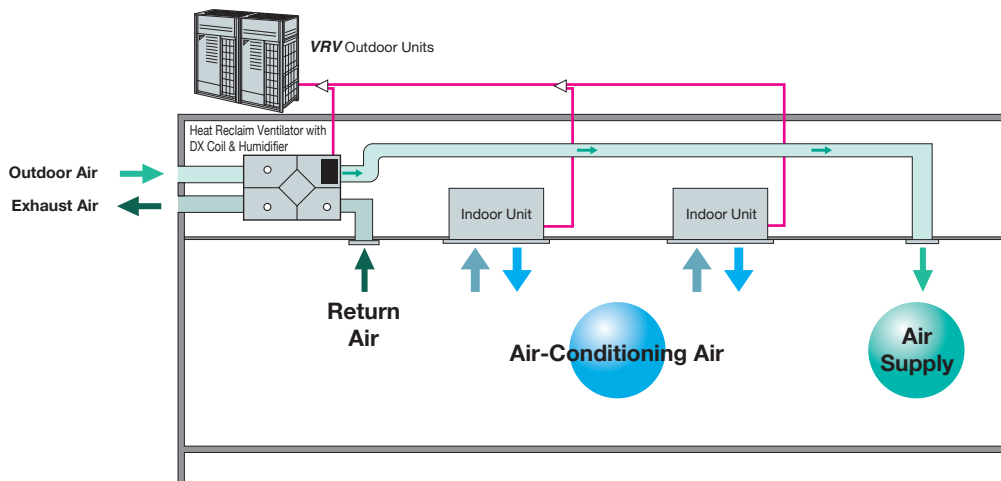 VRV Outdoor Units
Heat Reclaim Ventilator with
DX Coil & Humidifier
Outdoor Air
Exhaust Air
Indoor Unit
Indoor Unit
Return
Air
Air-Conditioning Air
Air
Supply